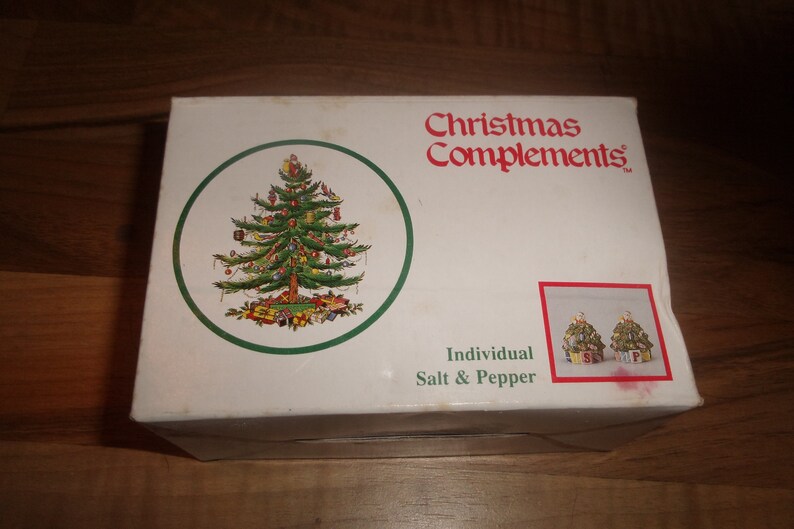 Christmas
Complements©
™
Individual
Salt & Pepper
S P